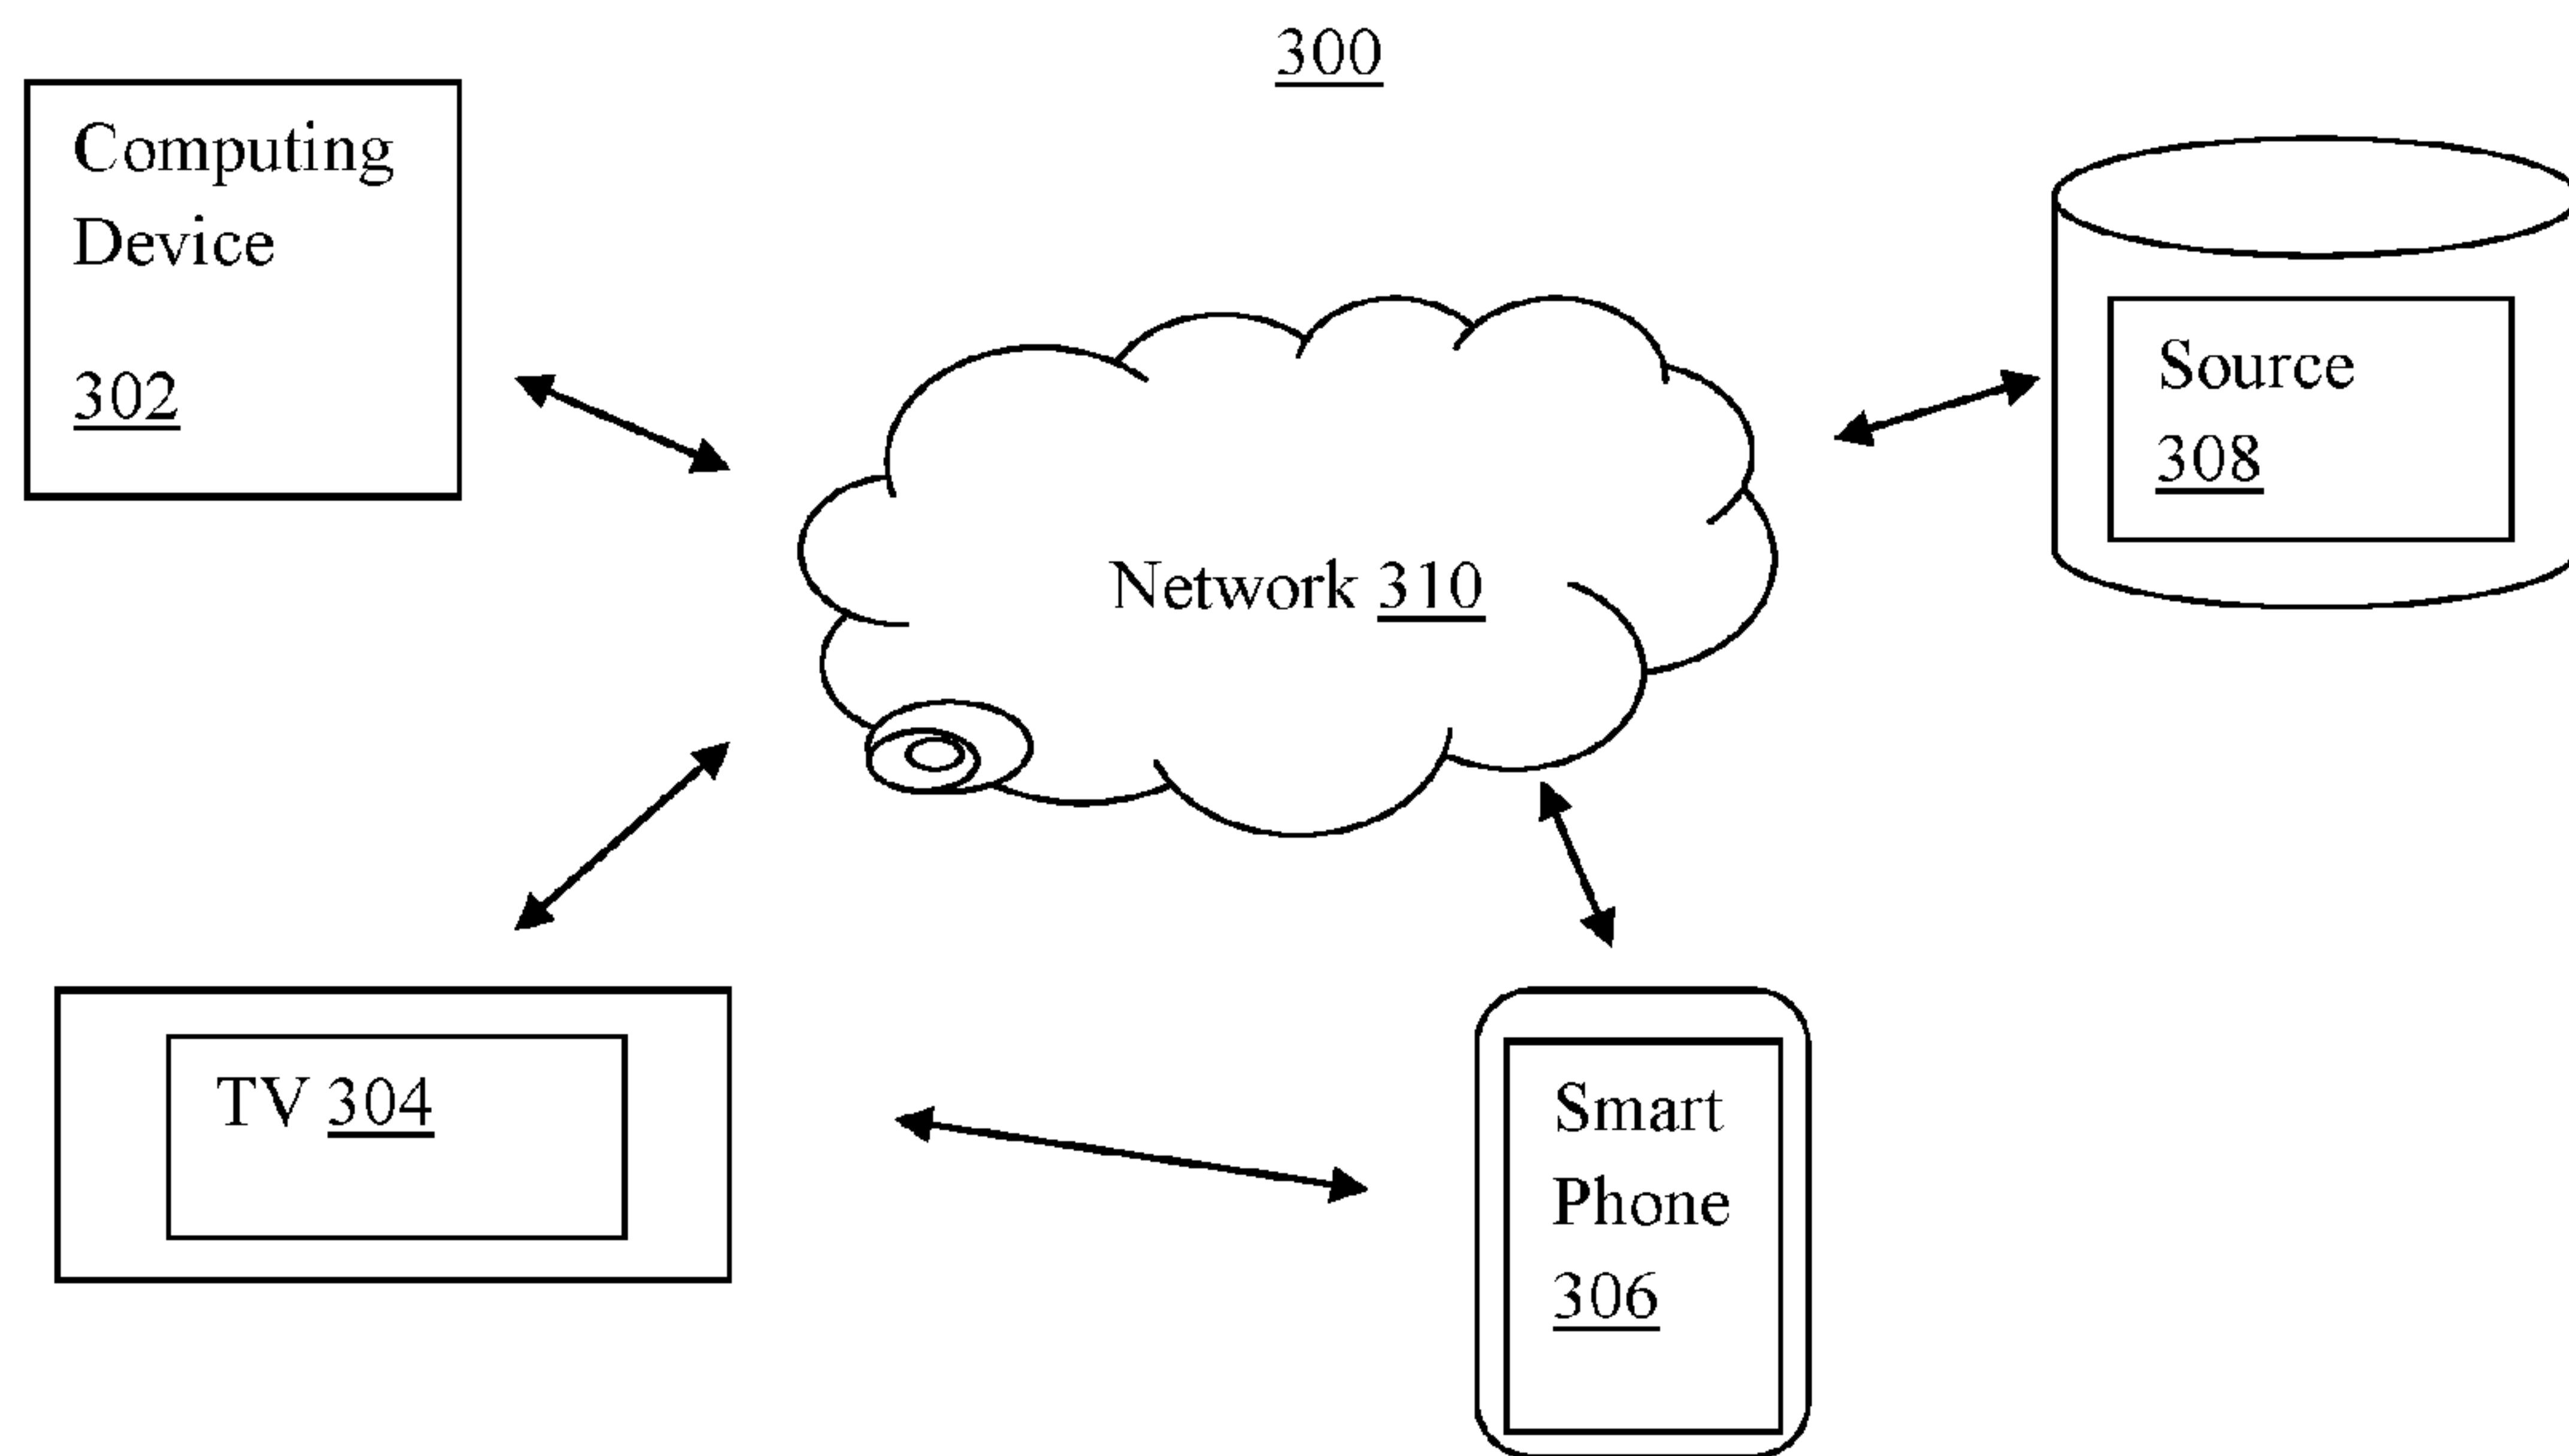 300
Computing
Device
302
Source
308
Network 310
TV 304
Smart
Phone
306